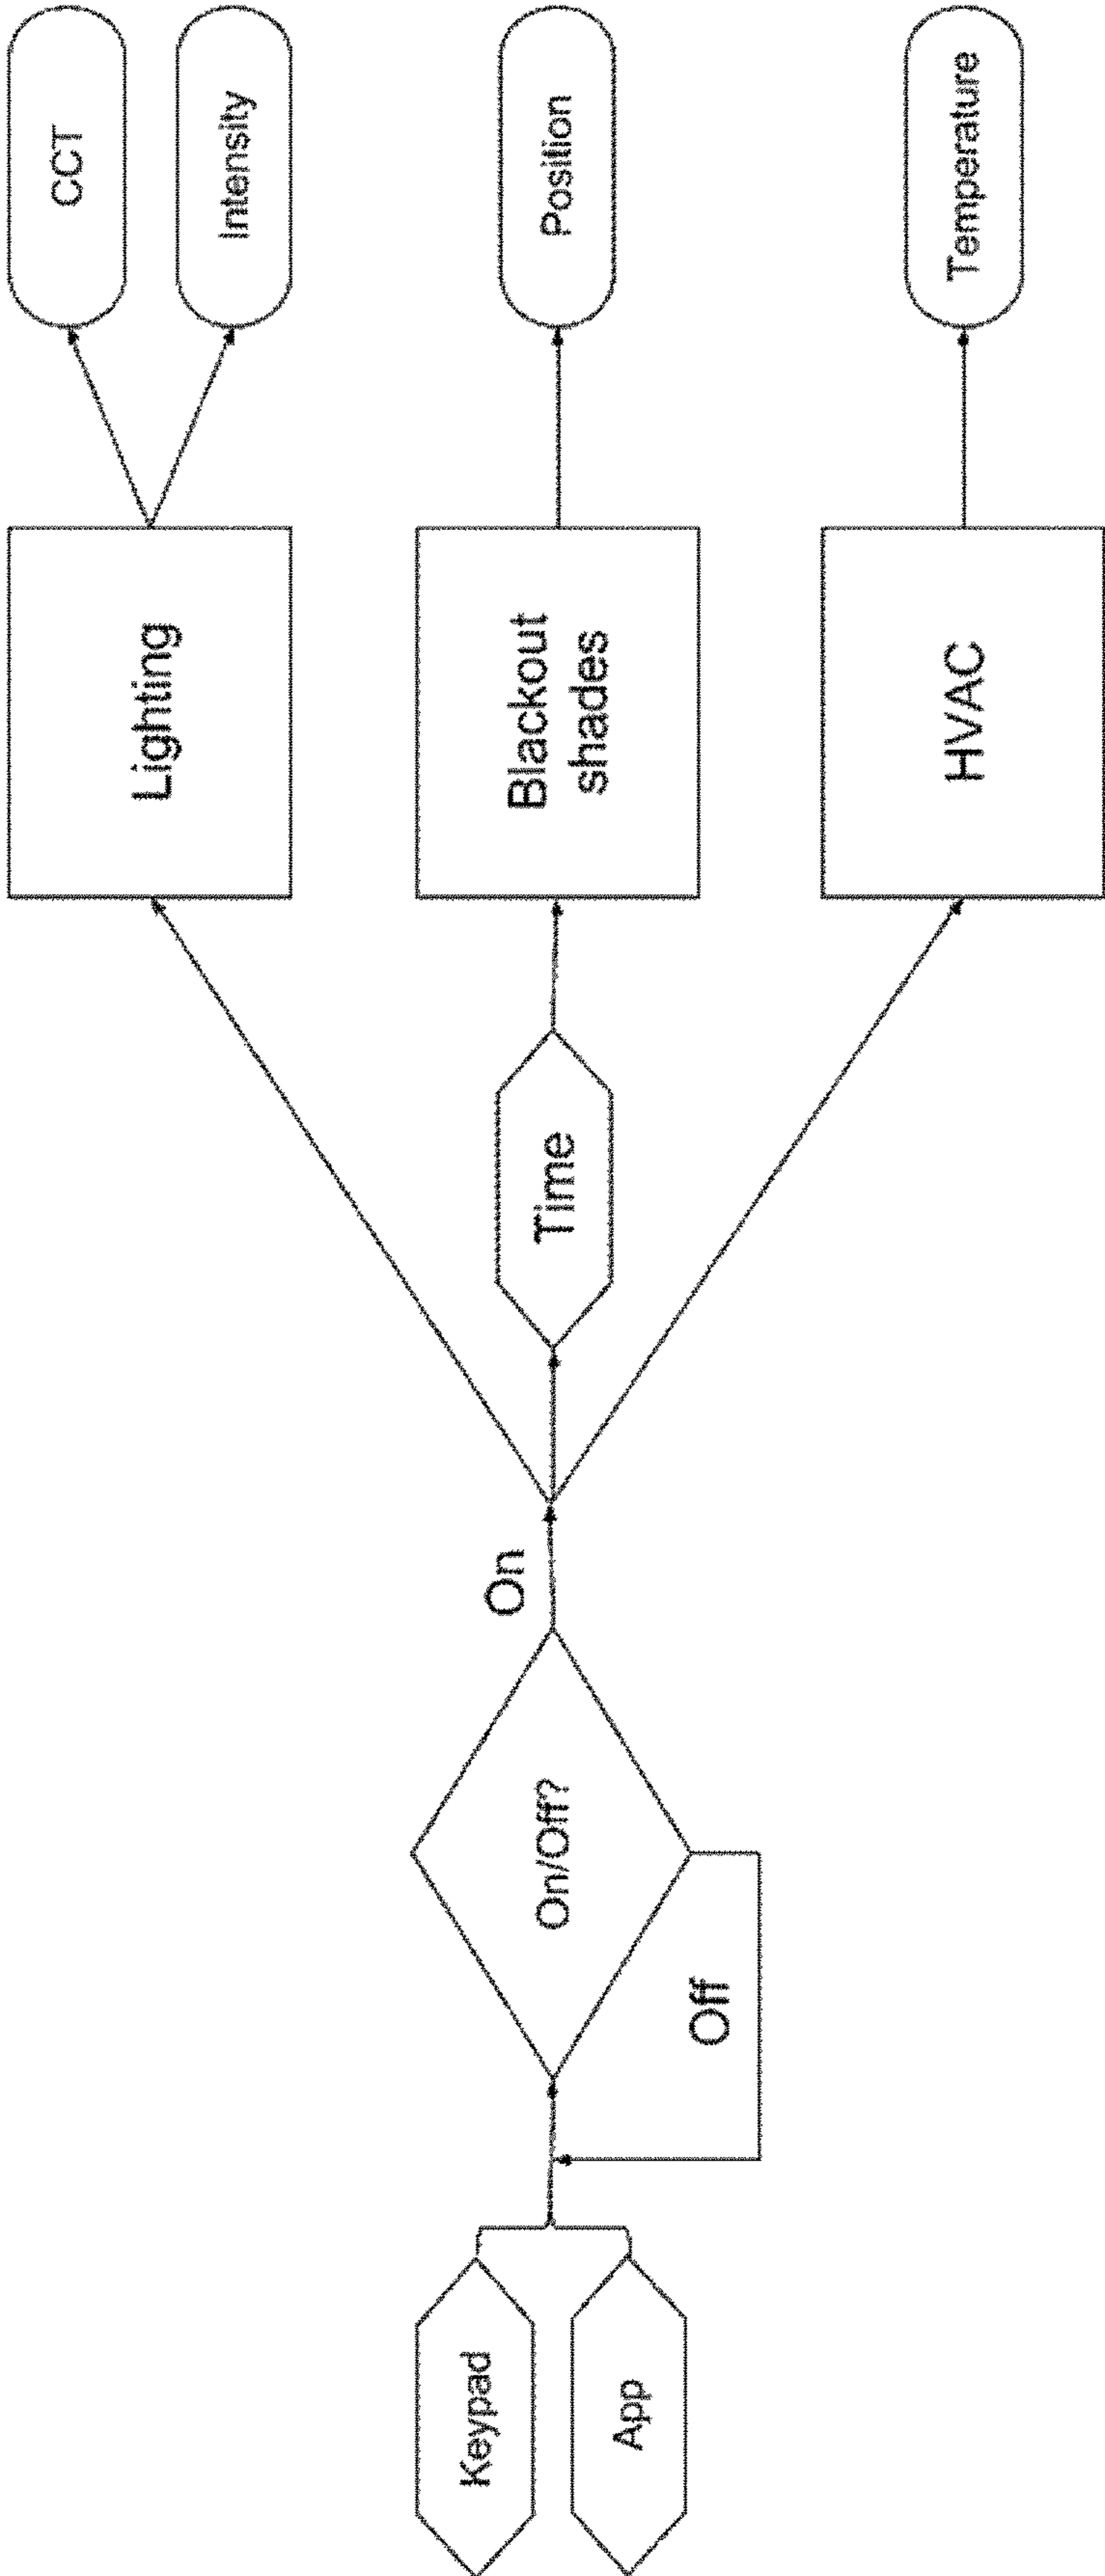 Keypad
App
On/Off?
Off
On
Time
Lighting
Blackout
shades
HVAC
CCT
Intensity
Position
Temperature